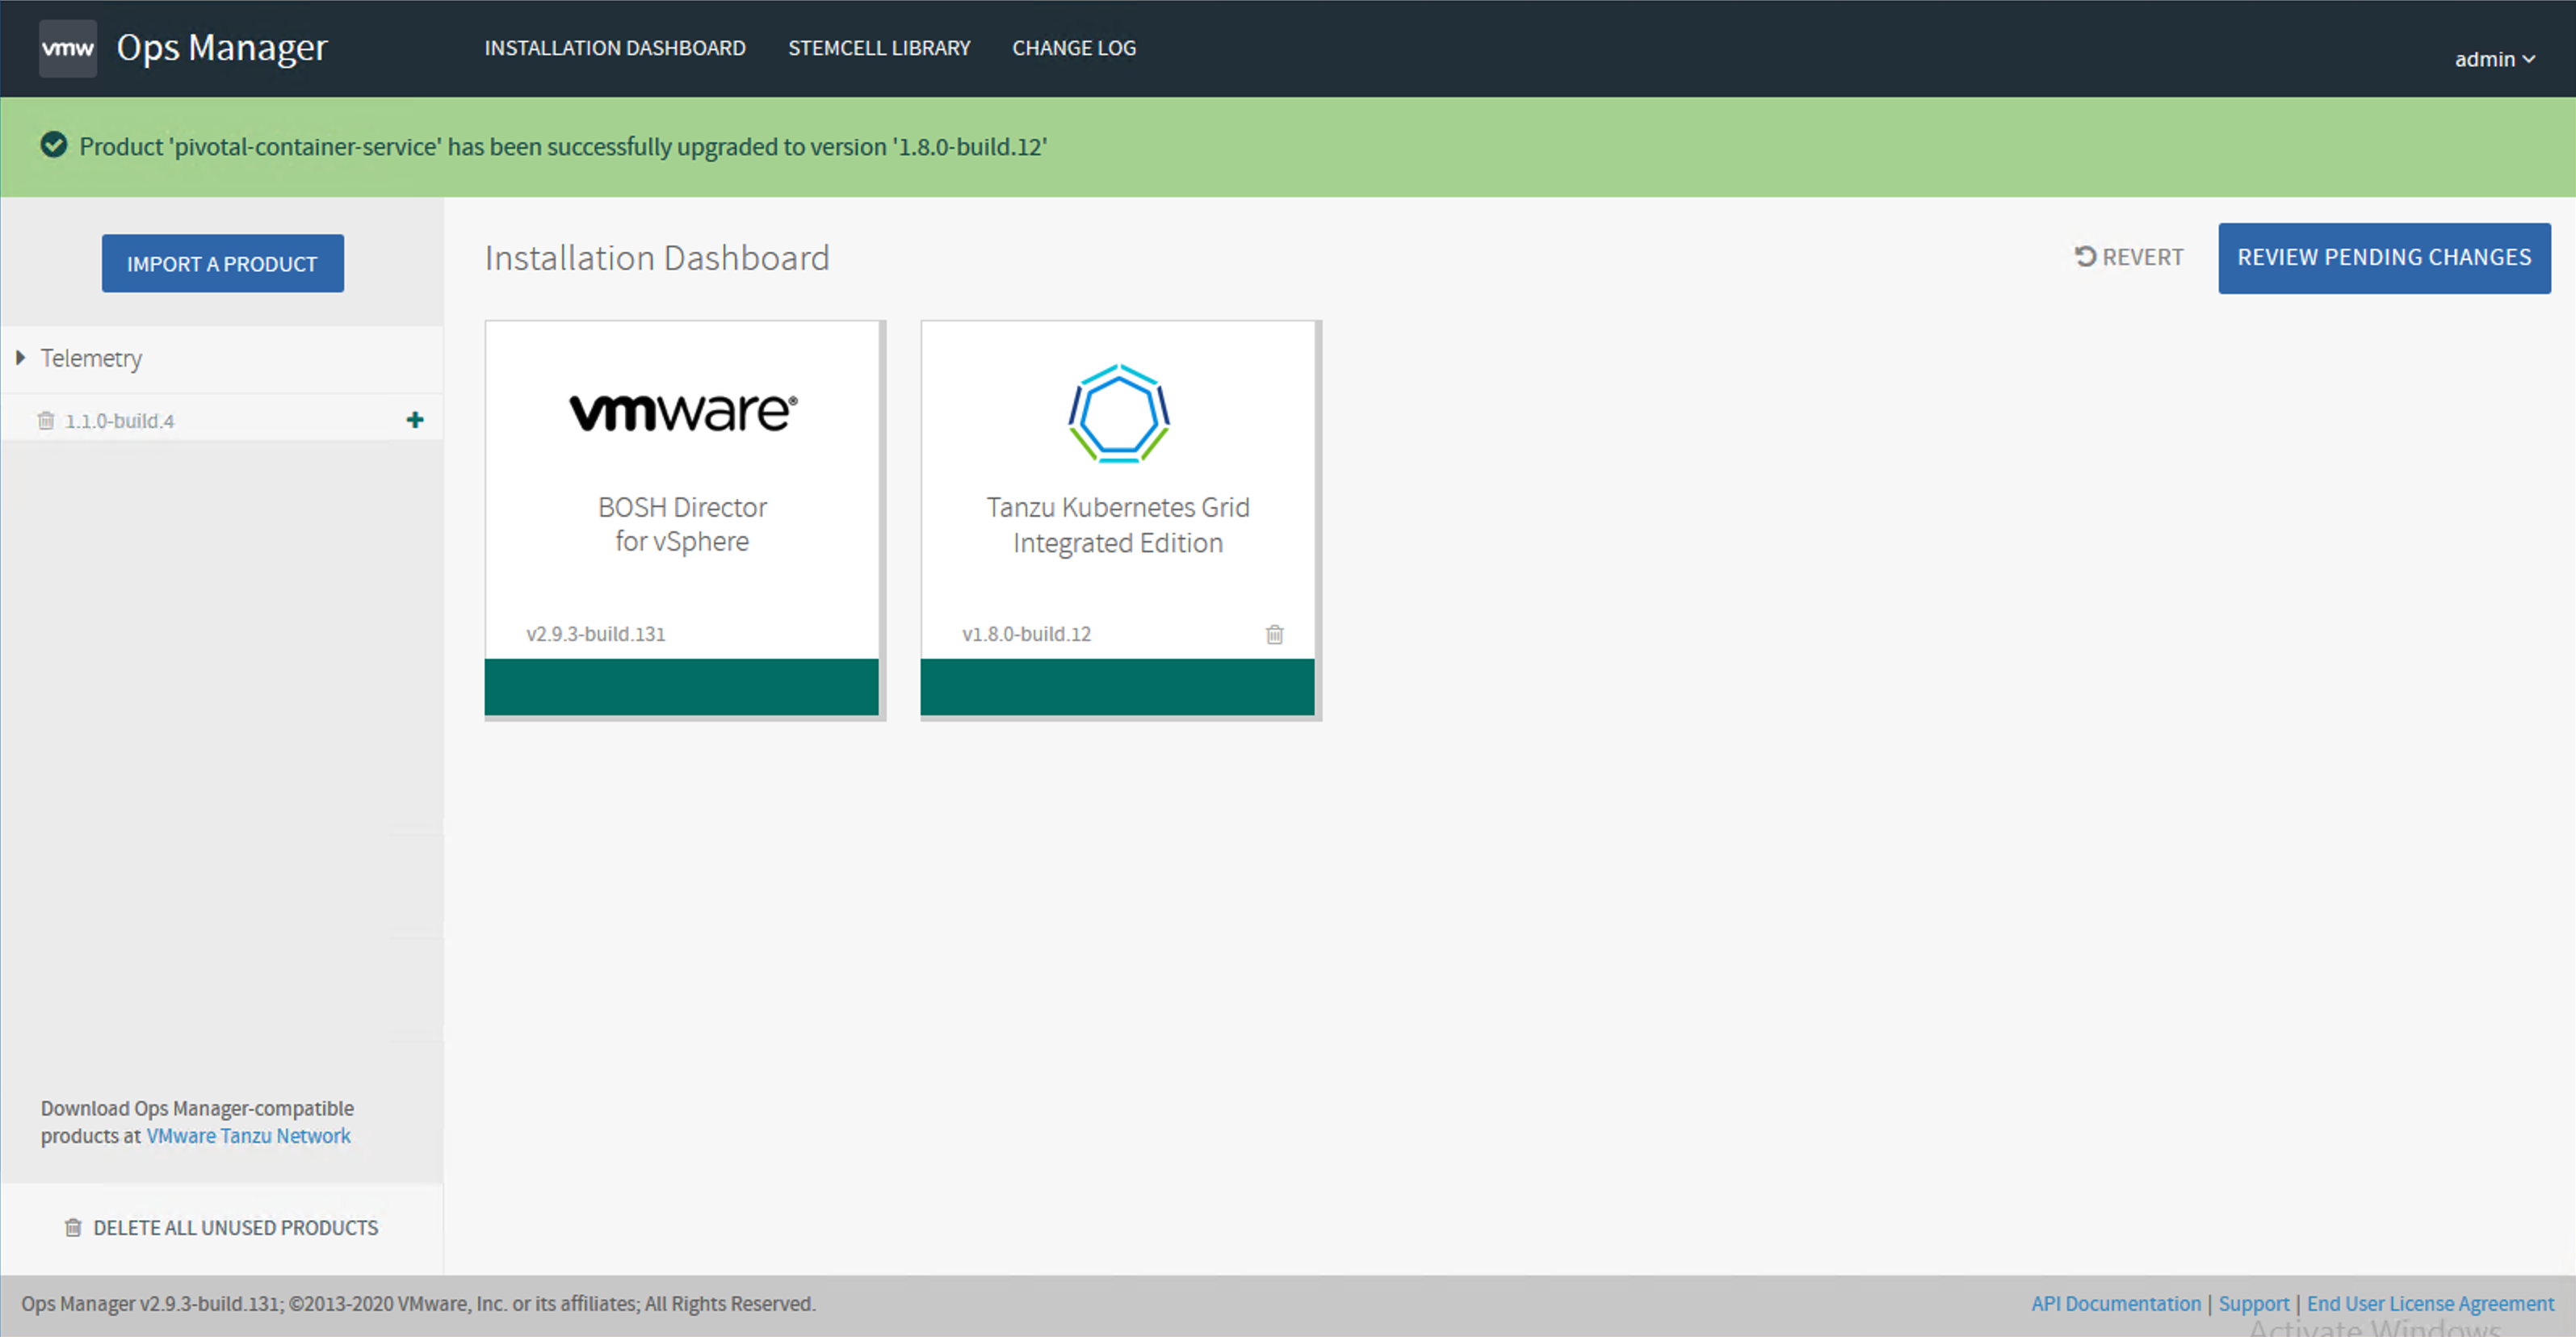 vmw Ops Manager INSTALLATION DASHBOARD STEMCELL LIBRARY CHANGE LOG admin
Product 'pivotal-container-service' has been successfully upgraded to version '1.8.0-build.12'
IMPORT A PRODUCT
Telemetry
1.1.0-build.4
Download Ops Manager-compatible
products at VMware Tanzu Network
DELETE ALL UNUSED PRODUCTS
Installation Dashboard
REVERT
REVIEW PENDING CHANGES
vmware®
BOSH Director
for vSphere
v2.9.3-build.131
Tanzu Kubernetes Grid
Integrated Edition
v1.8.0-build.12
Ops Manager v2.9.3-build.131; ©2013-2020 VMware, Inc. or its affiliates; All Rights Reserved.
API Documentation | Support | End User License Agreement
Activate Windows